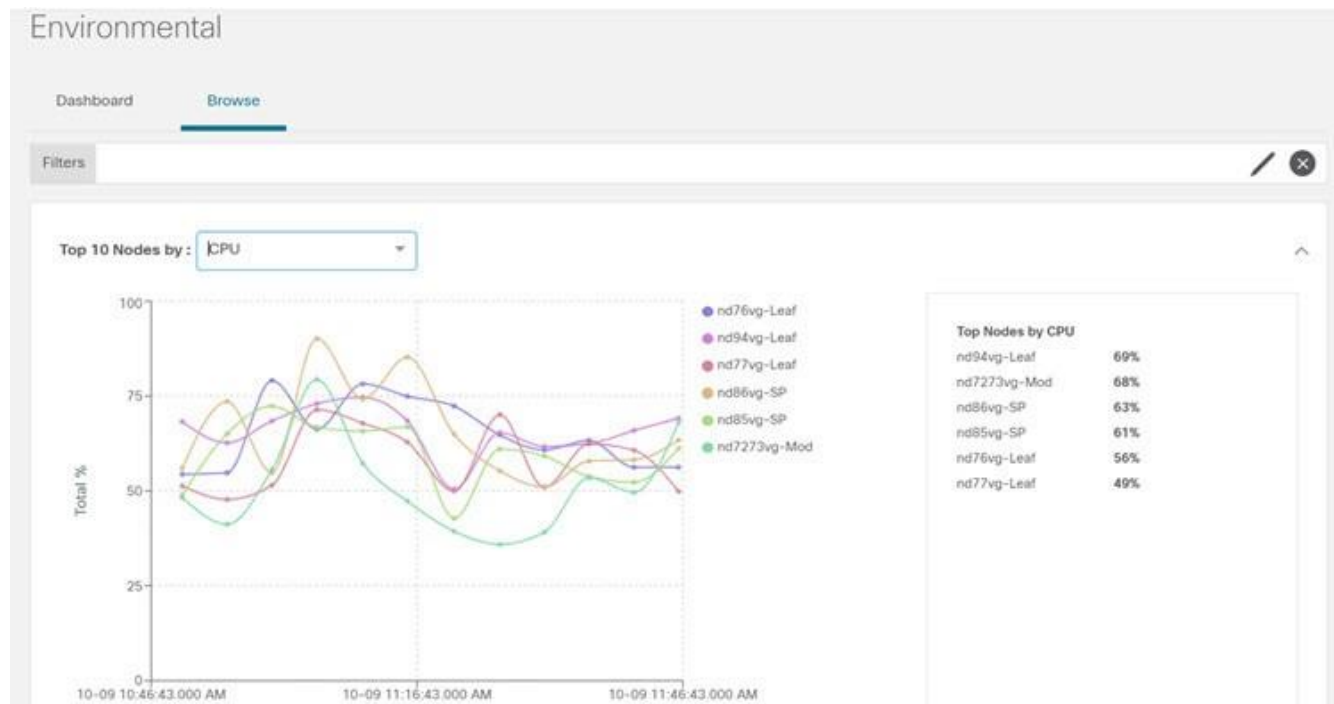 Environmental
Dashboard Browse
Filters
Top 10 Nodes by : CPU
100
75
50
25
0
Total %
10-09 10:46:43.000 AM 10-09 11:16:43.000 AM 10-09 11:46:43.000 AM
nd76vg-Leaf
nd94vg-Leaf
nd77vg-Leaf
nd86vg-SP
nd85vg-SP
nd7273vg-Mod
Top Nodes by CPU
nd94vg-Leaf 69%
nd7273vg-Mod 68%
nd86vg-SP 63%
nd85vg-SP 61%
nd76vg-Leaf 56%
nd77vg-Leaf 49%